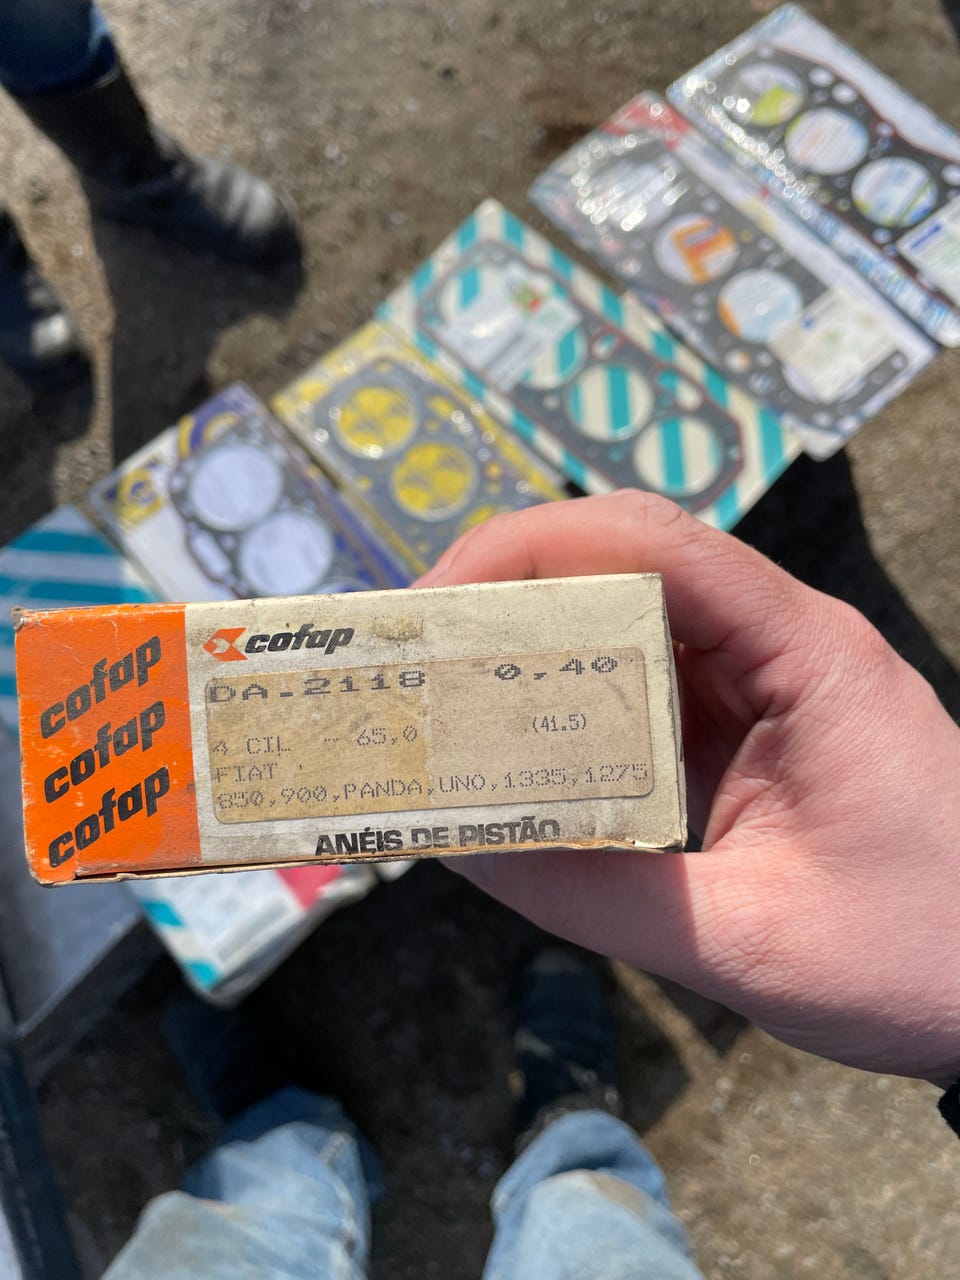 cofap
cofap
cofap
cofap
DA.2118 0,40
4 CIL - 65,0 (41.5)
FIAT
850,900,PANDA,UNO,1335,1275
ANÉIS DE PISTÃO